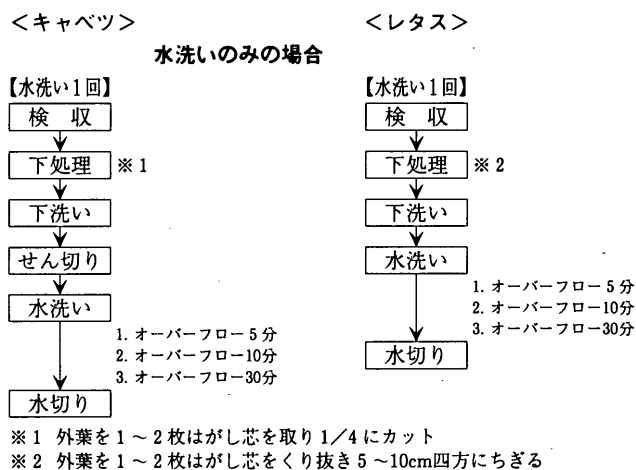 ＜キャベツ＞
＜レタス＞
水洗いのみの場合
【水洗い1回】
検　収
下処理 ※1
下洗い
せん切り
水洗い
1. オーバーフロー5分
2. オーバーフロー10分
3. オーバーフロー30分
水切り
【水洗い1回】
検　収
下処理 ※2
下洗い
水洗い
1. オーバーフロー5分
2. オーバーフロー10分
3. オーバーフロー30分
水切り
※1　外葉を1～2枚はがし芯を取り1/4にカット
※2　外葉を1～2枚はがし芯をくり抜き5～10cm四方にちぎる